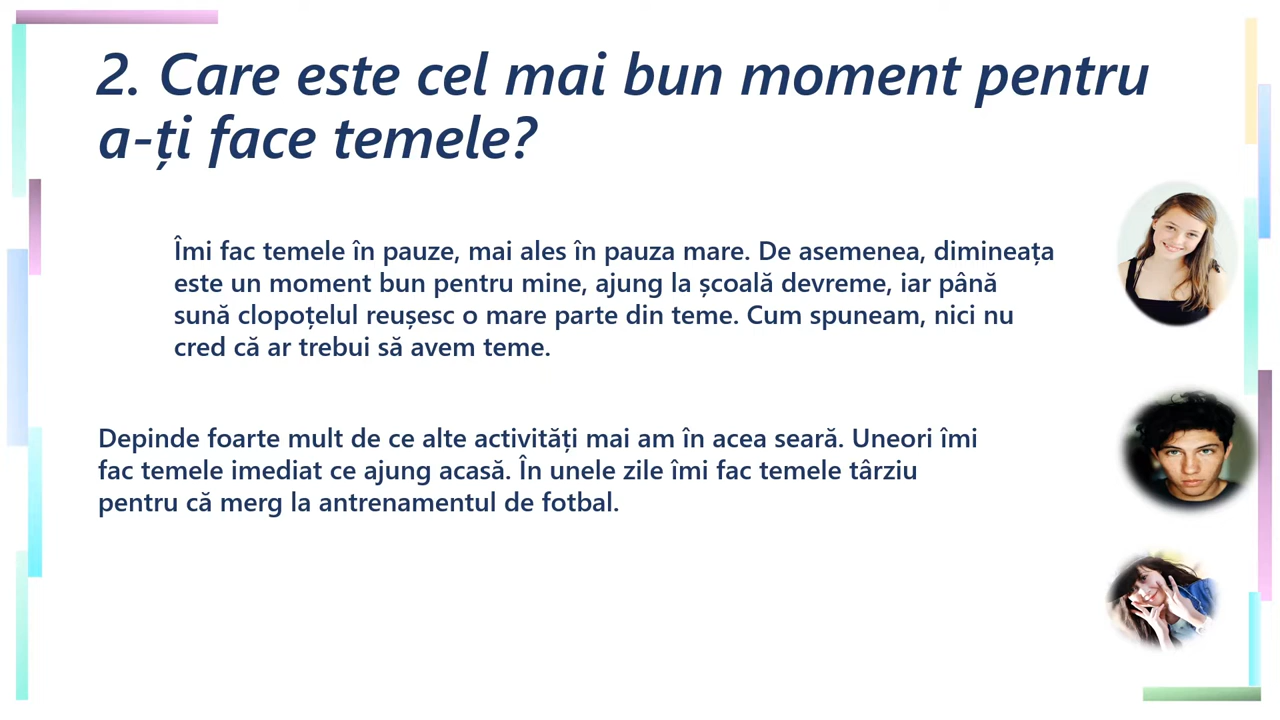 2. Care este cel mai bun moment pentru
a-ți face temele?
Îmi fac temele în pauze, mai ales în pauza mare. De asemenea, dimineața
este un moment bun pentru mine, ajung la școală devreme, iar până
sună clopoțelul reușesc o mare parte din teme. Cum spuneam, nici nu
cred că ar trebui să avem teme.
Depinde foarte mult de ce alte activități mai am în acea seară. Uneori îmi
fac temele imediat ce ajung acasă. În unele zile îmi fac temele târziu
pentru că merg la antrenamentul de fotbal.